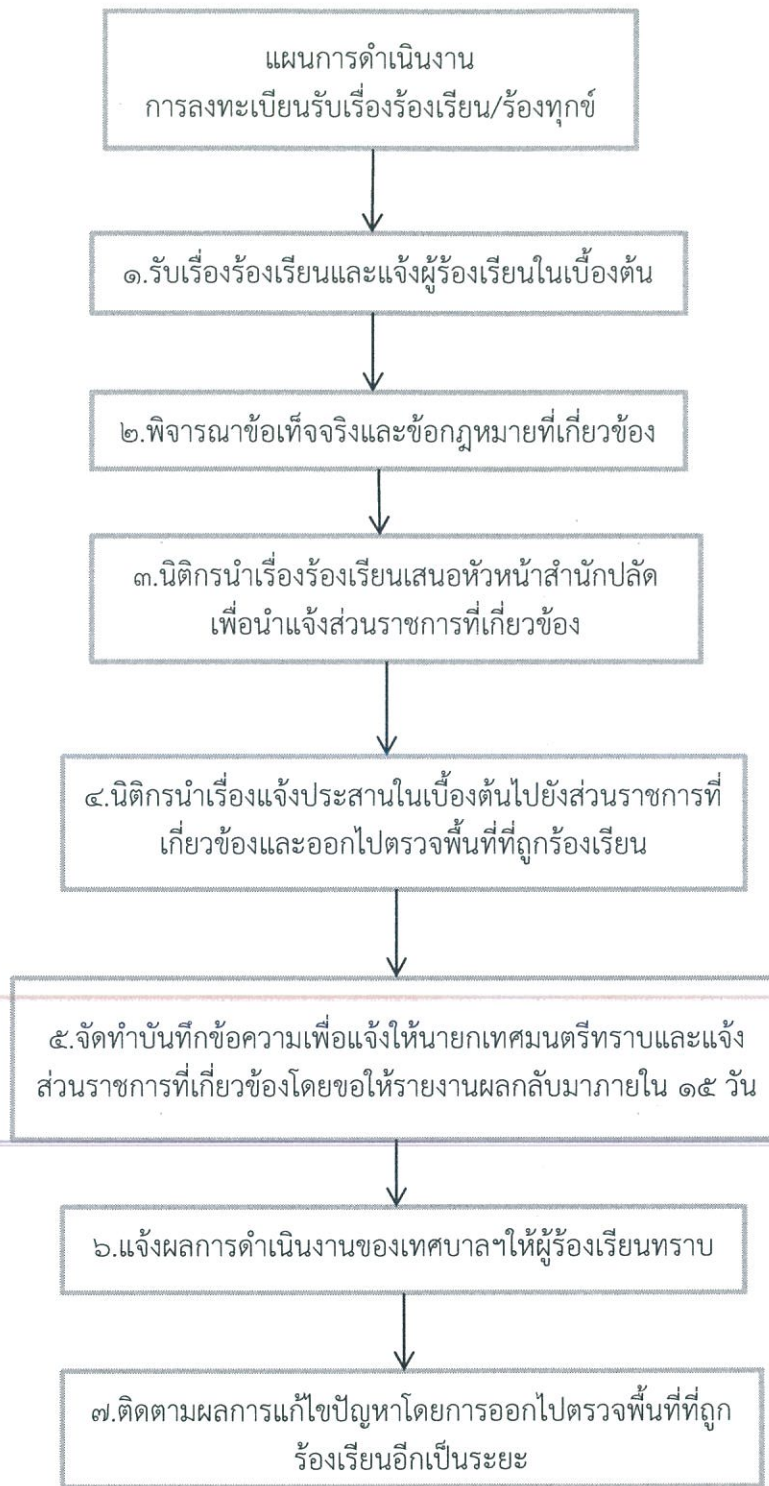 แผนการดำเนินงาน
การลงทะเบียนรับเรื่องร้องเรียน/ร้องทุกข์
๑.รับเรื่องร้องเรียนและแจ้งผู้ร้องเรียนในเบื้องต้น
๒.พิจารณาข้อเท็จจริงและข้อกฎหมายที่เกี่ยวข้อง
๓.นิติกรนำเรื่องร้องเรียนเสนอหัวหน้าสำนักปลัด
เพื่อนำแจ้งส่วนราชการที่เกี่ยวข้อง
๔.นิติกรนำเรื่องแจ้งประสานในเบื้องต้นไปยังส่วนราชการที่
เกี่ยวข้องและออกไปตรวจพื้นที่ที่ถูกร้องเรียน
๕.จัดทำบันทึกข้อความเพื่อแจ้งให้นายกเทศมนตรีทราบและแจ้ง
ส่วนราชการที่เกี่ยวข้องโดยขอให้รายงานผลกลับมาภายใน ๑๕ วัน
๖.แจ้งผลการดำเนินงานของเทศบาลฯให้ผู้ร้องเรียนทราบ
๗.ติดตามผลการแก้ไขปัญหาโดยการออกไปตรวจพื้นที่ที่ถูก
ร้องเรียนอีกเป็นระยะ